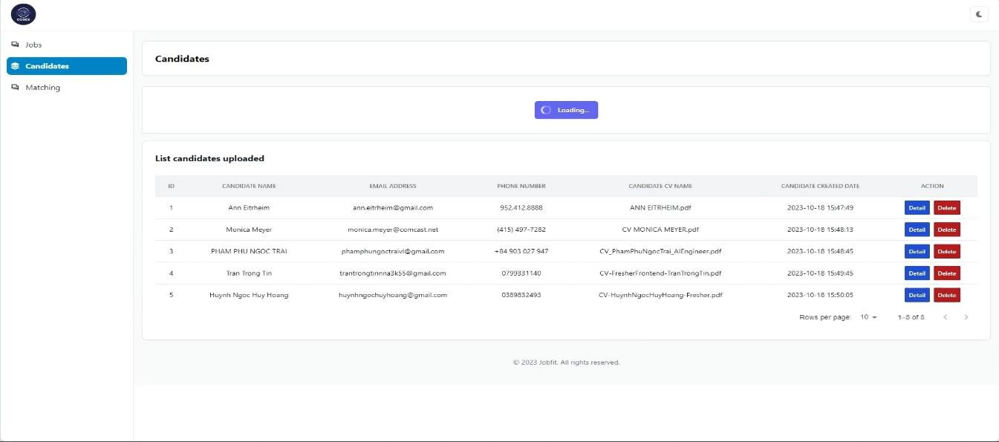 CODEX
Jobs
Candidates
Matching
Candidates
Loading...
List candidates uploaded
ID CANDIDATE NAME EMAIL ADDRESS PHONE NUMBER CANDIDATE CV NAME CANDIDATE CREATED DATE ACTION
1 Ann Eitrheim ann.eitrheim@gmail.com 952.412.8888 ANN EITRHEIM.pdf 2023-10-18 15:47:49 Detail Delete
2 Monica Meyer monica.meyer@comcast.net (415) 497-7282 CV MONICA MEYER.pdf 2023-10-18 15:48:13 Detail Delete
3 PHAM PHU NGOC TRAI phamphungoctraivl@gmail.com +84 903 027 947 CV_PhamPhuNgocTrai_AIEngineer.pdf 2023-10-18 15:48:45 Detail Delete
4 Tran Trong Tin trantrongtinnna3k55@gmail.com 0799331140 CV-FresherFrontend-TranTrongTin.pdf 2023-10-18 15:49:45 Detail Delete
5 Huynh Ngoc Huy Hoang huynhngochuyhoang@gmail.com 0389832493 CV-HuynhNgocHuyHoang-Fresher.pdf 2023-10-18 15:50:05 Detail Delete
Rows per page: 10 1–5 of 5
© 2023 Jobfit. All rights reserved.